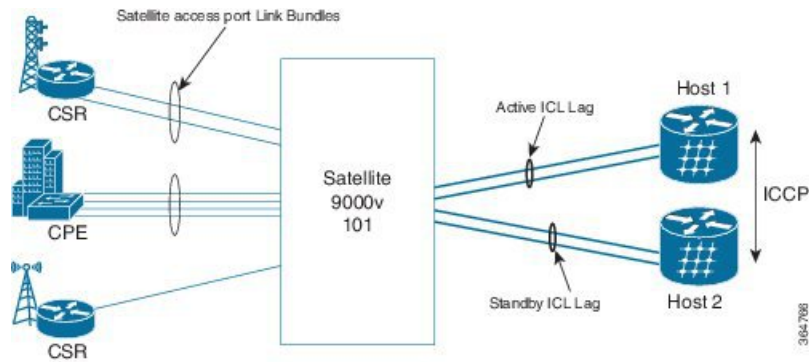 Satellite access port Link Bundles
CSR
CPE
CSR
Satellite
9000v
101
Active ICL Lag
Standby ICL Lag
Host 1
ICCP
Host 2
364766